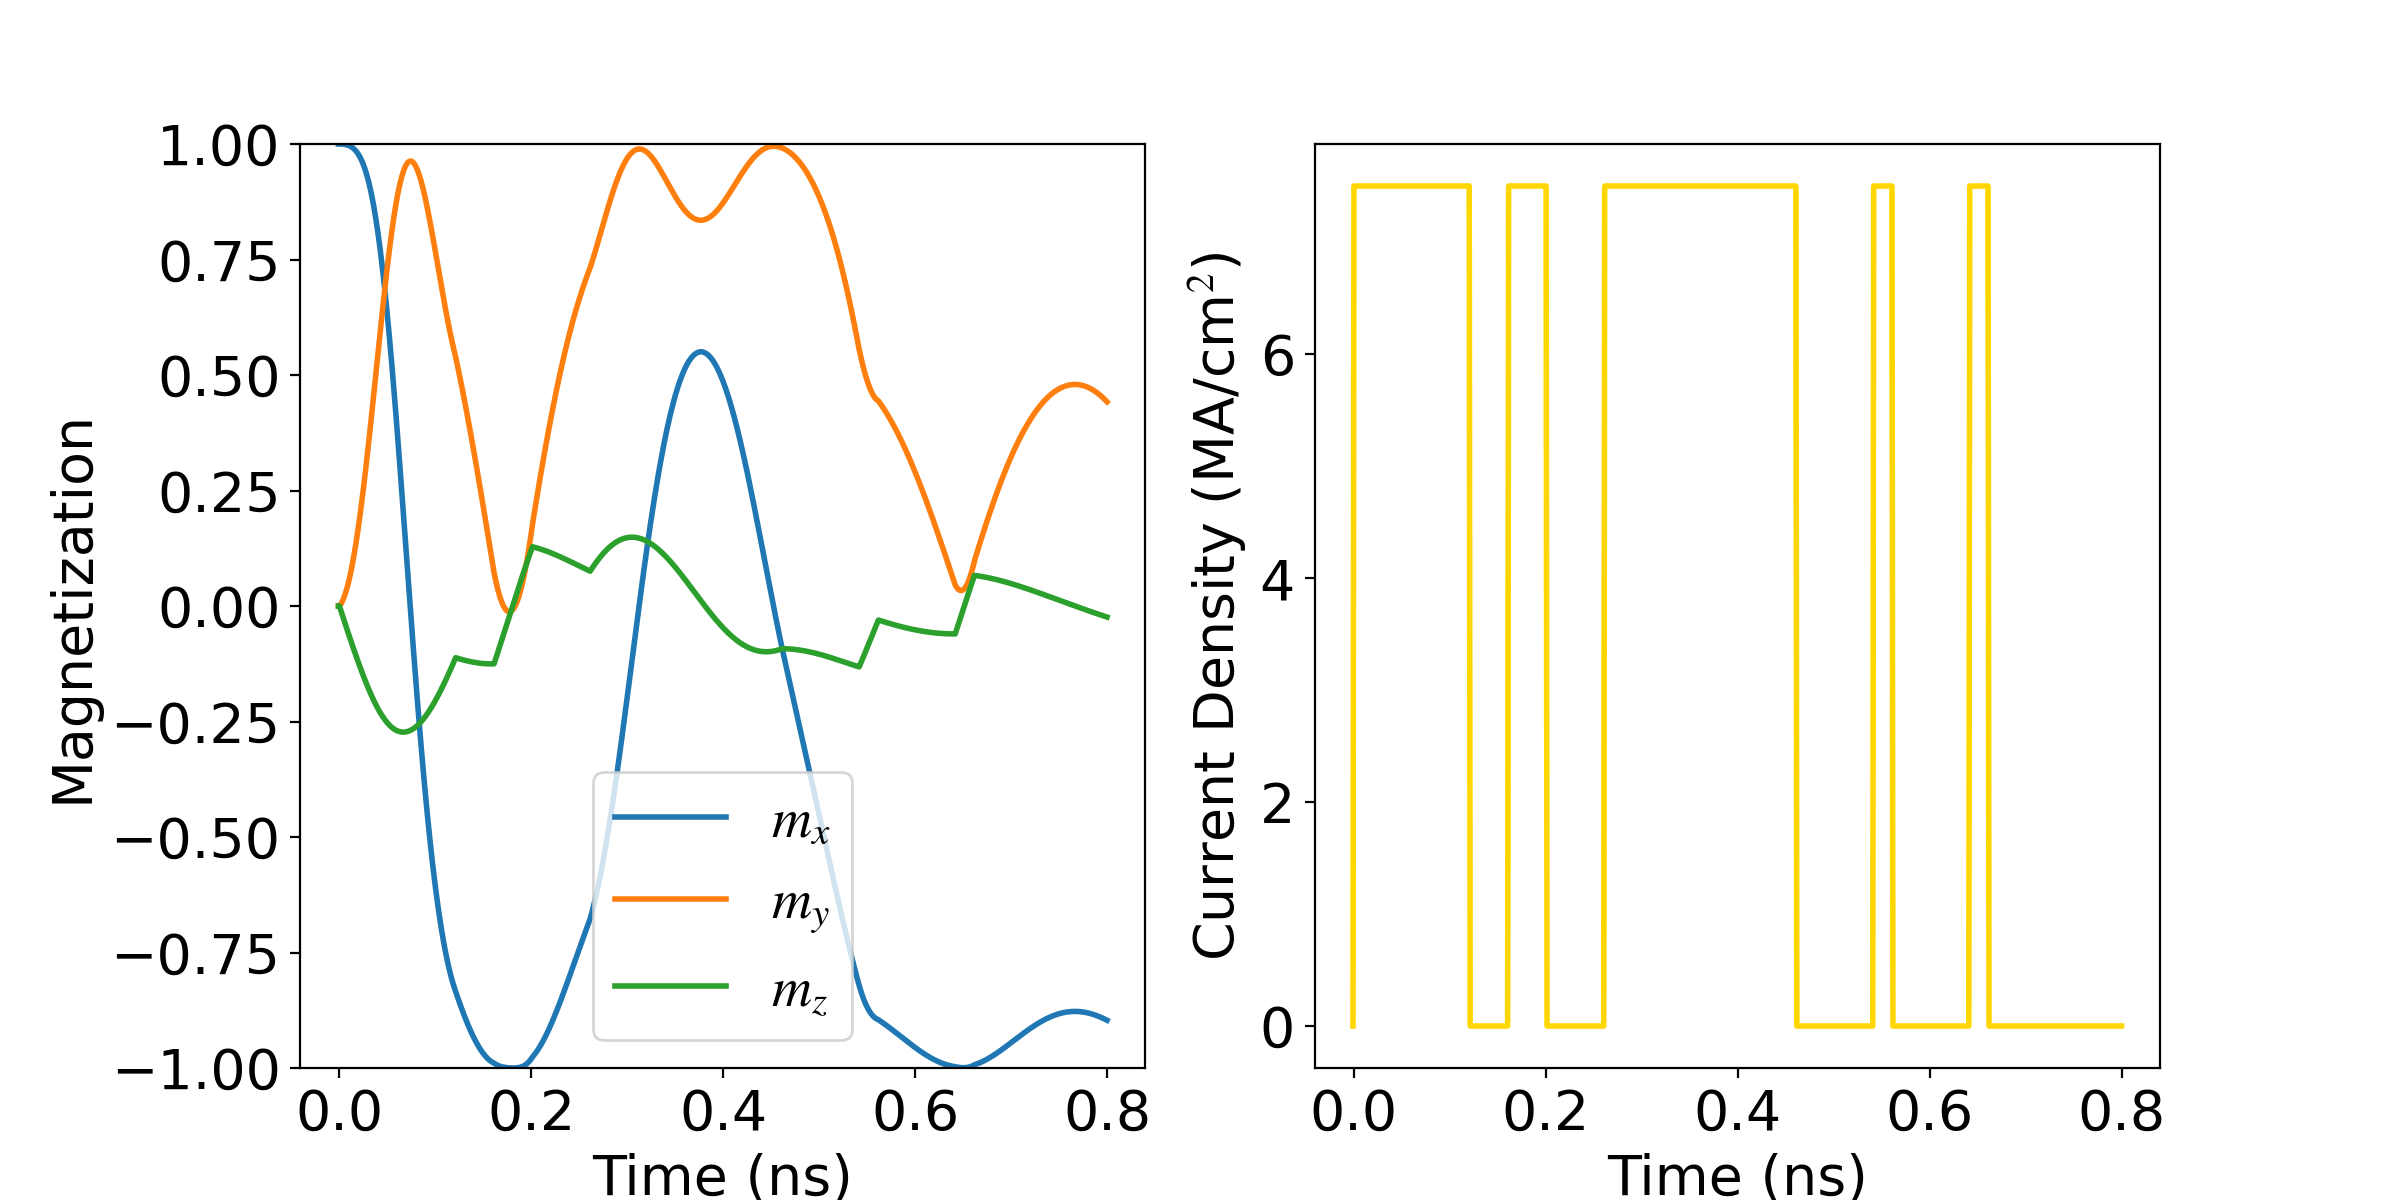 1.00
0.75
0.50
0.25
0.00
−0.25
−0.50
−0.75
−1.00
Magnetization
0.0 0.2 0.4 0.6 0.8
Time (ns)
m_x
m_y
m_z
6
4
2
0
Current Density (MA/cm²)
0.0 0.2 0.4 0.6 0.8
Time (ns)